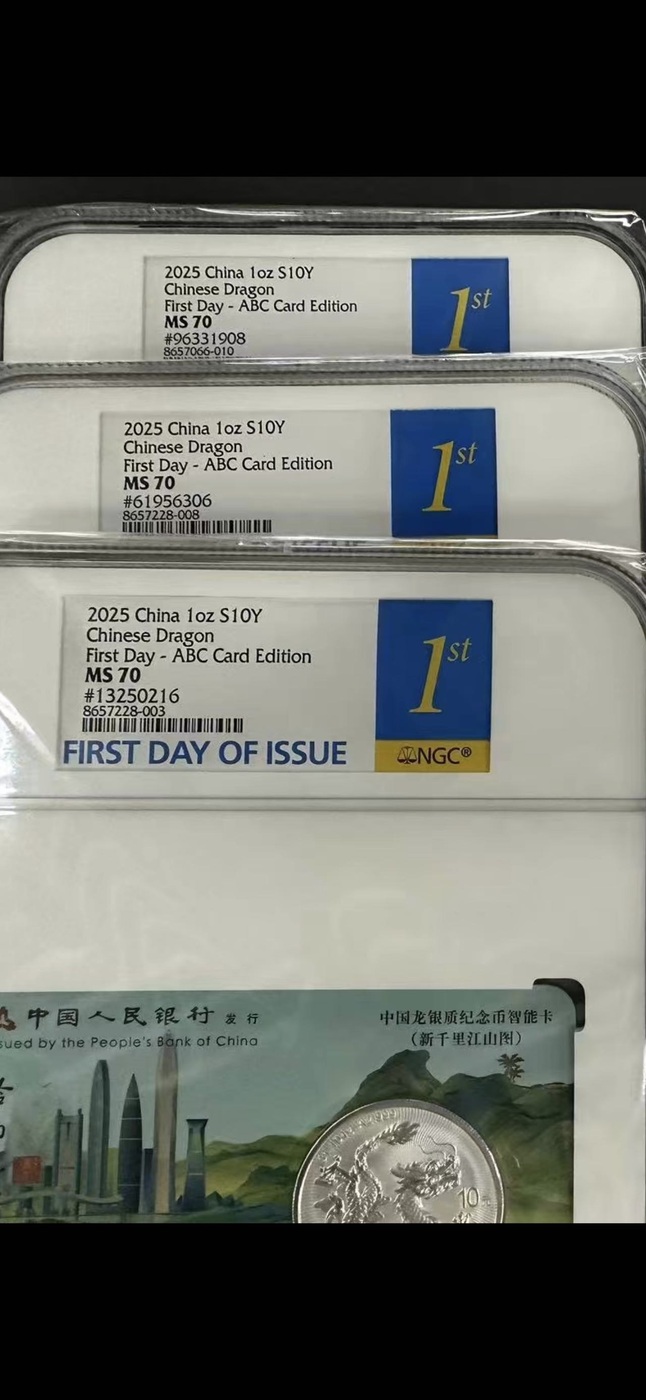 2025 China 1oz S10Y
Chinese Dragon
First Day - ABC Card Edition
MS 70
#96331908
8657066-010
1st
2025 China 1oz S10Y
Chinese Dragon
First Day - ABC Card Edition
MS 70
#61956306
8657228-008
1st
2025 China 1oz S10Y
Chinese Dragon
First Day - ABC Card Edition
MS 70
#13250216
8657228-003
FIRST DAY OF ISSUE
1st
NGC®
中国人民银行 发行
sued by the People's Bank of China
中国龙银质纪念币智能卡
(新千里江山图)
10元